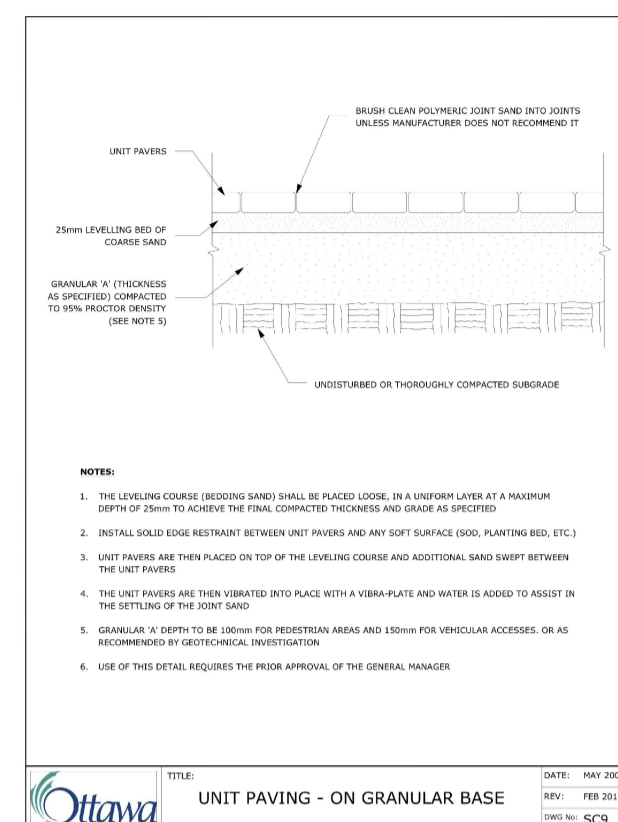 BRUSH CLEAN POLYMERIC JOINT SAND INTO JOINTS
UNLESS MANUFACTURER DOES NOT RECOMMEND IT
UNIT PAVERS
25mm LEVELLING BED OF
COARSE SAND
GRANULAR 'A' (THICKNESS
AS SPECIFIED) COMPACTED
TO 95% PROCTOR DENSITY
(SEE NOTE 5)
UNDISTURBED OR THOROUGHLY COMPACTED SUBGRADE
NOTES:
1. THE LEVELING COURSE (BEDDING SAND) SHALL BE PLACED LOOSE, IN A UNIFORM LAYER AT A MAXIMUM
DEPTH OF 25mm TO ACHIEVE THE FINAL COMPACTED THICKNESS AND GRADE AS SPECIFIED
2. INSTALL SOLID EDGE RESTRAINT BETWEEN UNIT PAVERS AND ANY SOFT SURFACE (SOD, PLANTING BED, ETC.)
3. UNIT PAVERS ARE THEN PLACED ON TOP OF THE LEVELING COURSE AND ADDITIONAL SAND SWEPT BETWEEN
THE UNIT PAVERS
4. THE UNIT PAVERS ARE THEN VIBRATED INTO PLACE WITH A VIBRA-PLATE AND WATER IS ADDED TO ASSIST IN
THE SETTLING OF THE JOINT SAND
5. GRANULAR 'A' DEPTH TO BE 100mm FOR PEDESTRIAN AREAS AND 150mm FOR VEHICULAR ACCESSES. OR AS
RECOMMENDED BY GEOTECHNICAL INVESTIGATION
6. USE OF THIS DETAIL REQUIRES THE PRIOR APPROVAL OF THE GENERAL MANAGER
Ottawa
TITLE:
UNIT PAVING - ON GRANULAR BASE
DATE: MAY
REV: FEB
DWG No: SC9